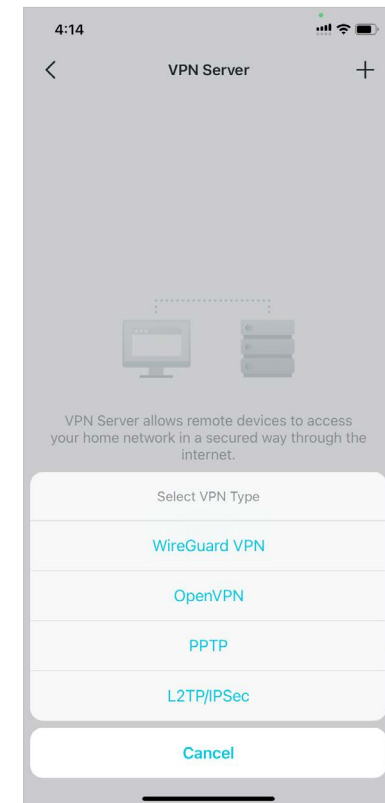 4:14
VPN Server
VPN Server allows remote devices to access
your home network in a secured way through the
internet.
Select VPN Type
WireGuard VPN
OpenVPN
PPTP
L2TP/IPSec
Cancel